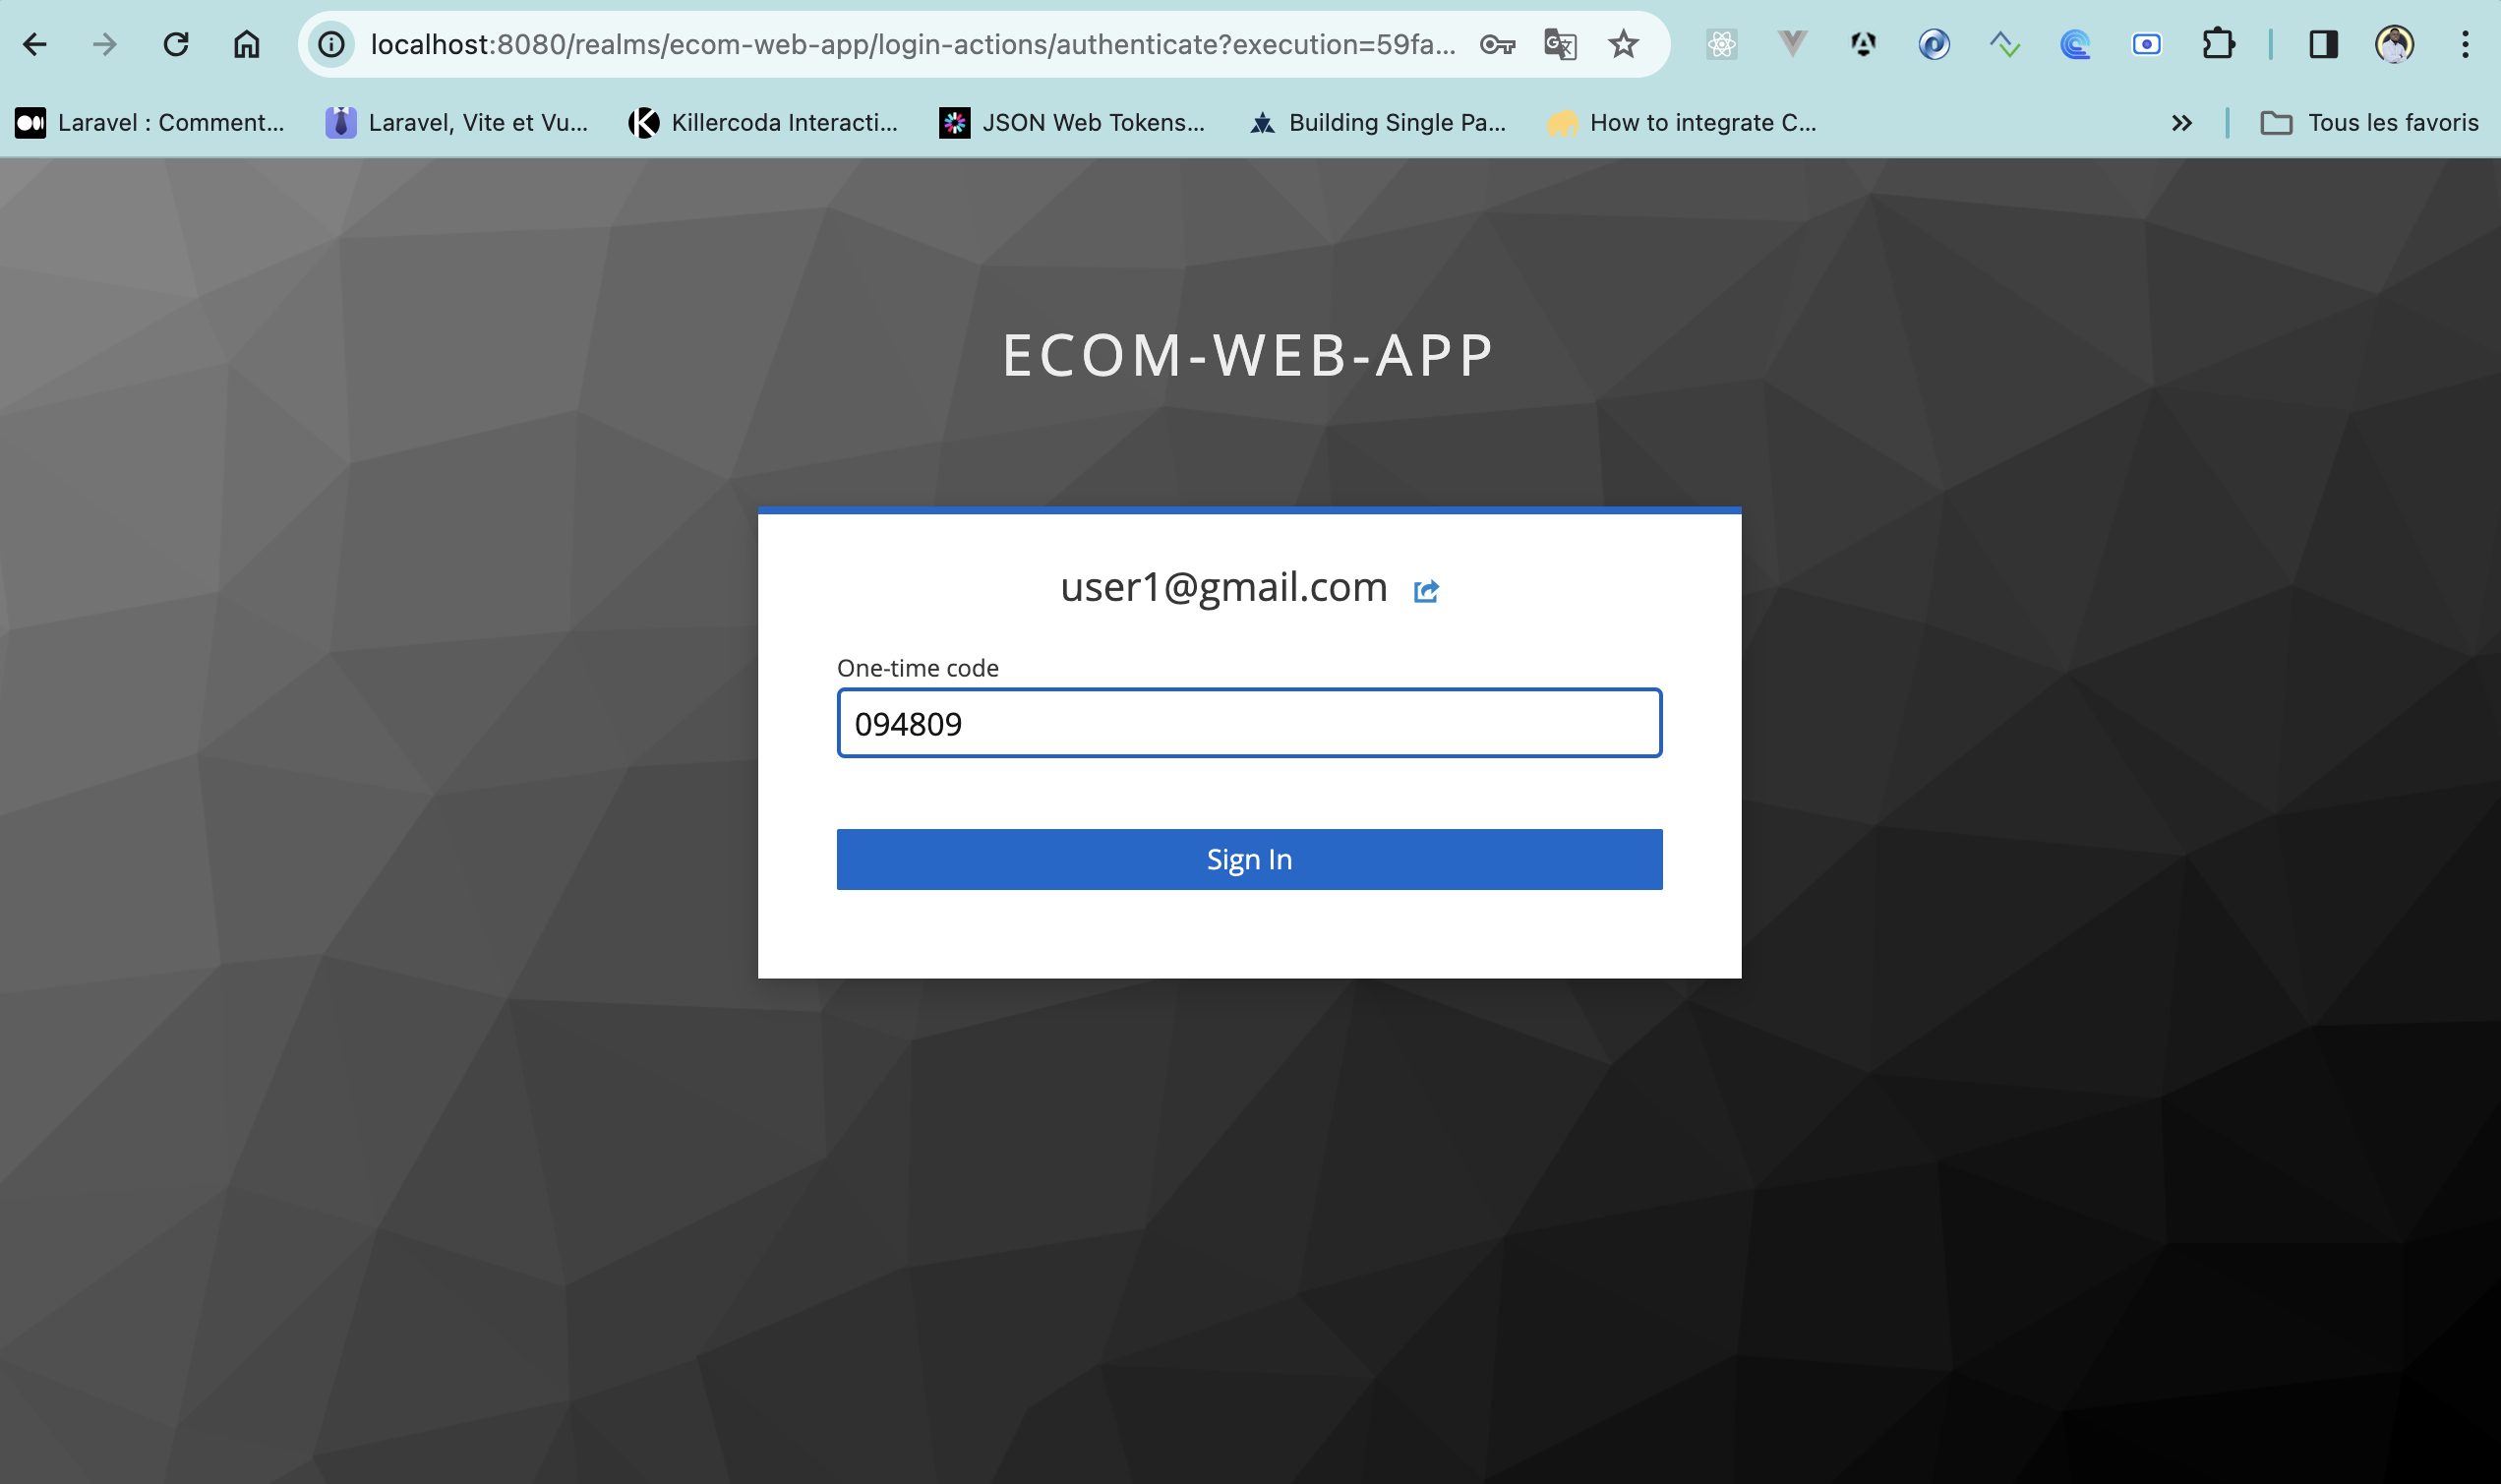 localhost:8080/realms/ecom-web-app/login-actions/authenticate?execution=59fa...
Laravel : Comment... Laravel, Vite et Vu... Killercoda Interacti... JSON Web Tokens... Building Single Pa... How to integrate C... Tous les favoris
ECOM-WEB-APP
user1@gmail.com
One-time code
094809
Sign In